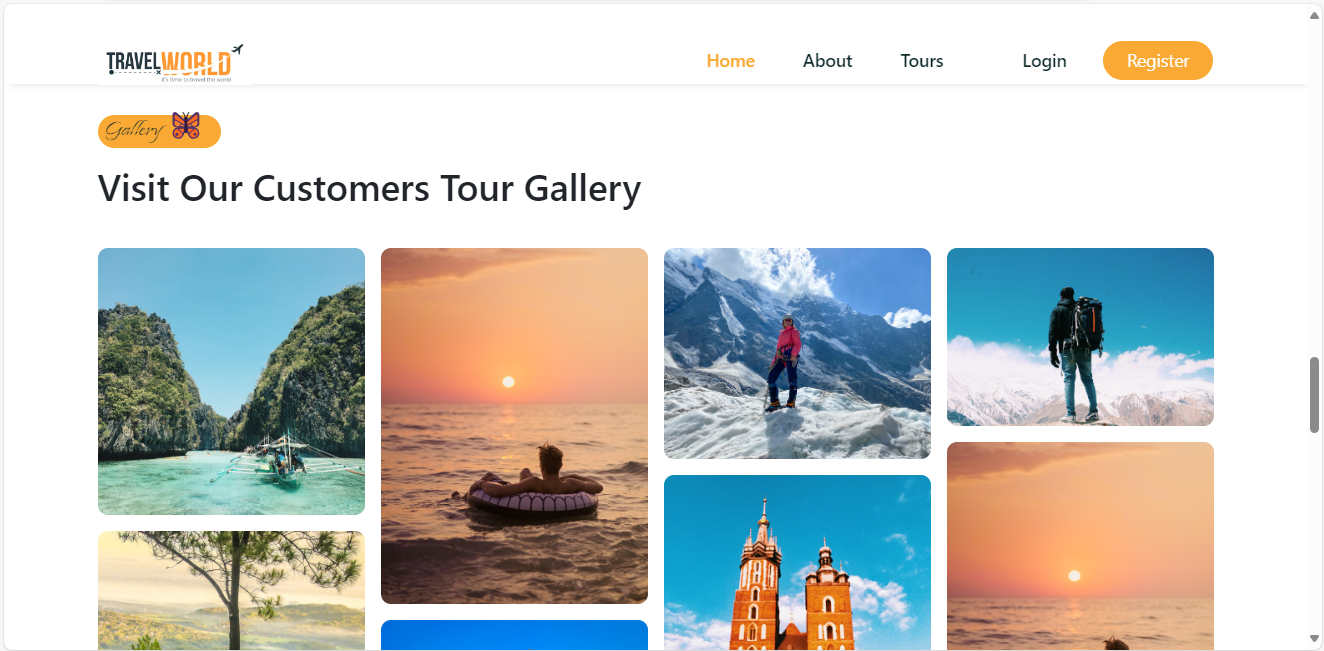 TRAVELWORLD
it's time to travel the world
Home About Tours Login Register
Gallery
Visit Our Customers Tour Gallery